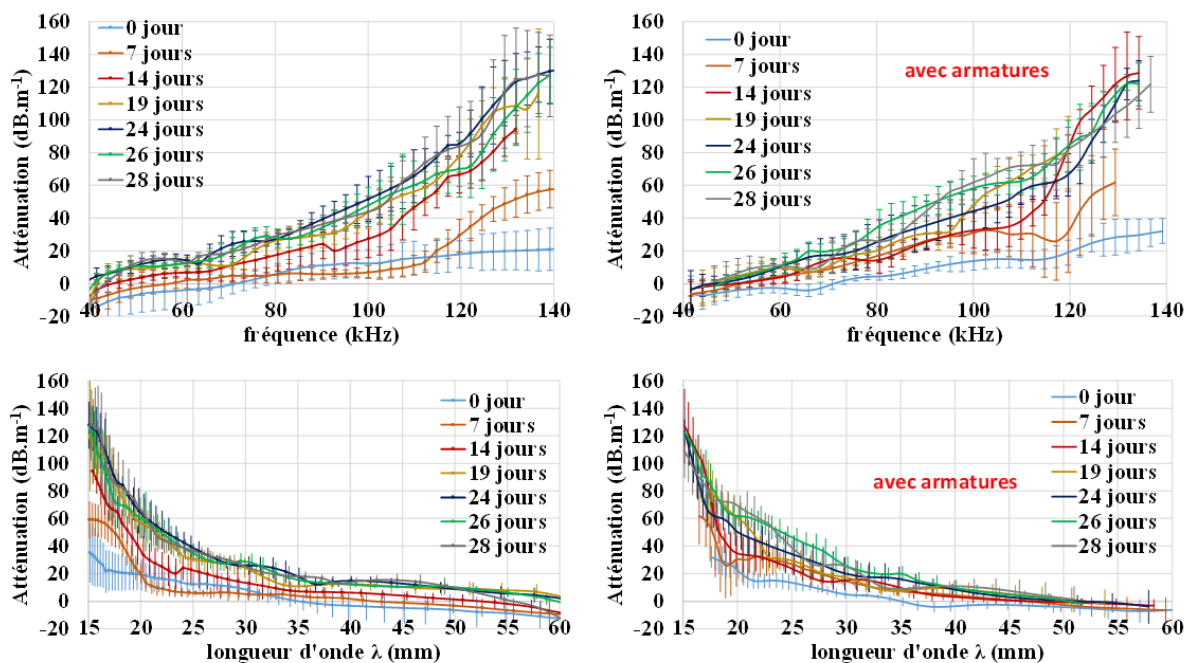 160
140
120
100
80
60
40
20
0
-20
Atténuation (dB.m⁻¹)
0 jour
7 jours
14 jours
19 jours
24 jours
26 jours
28 jours
40 60 80 100 120 140
fréquence (kHz)
160
140
120
100
80
60
40
20
0
-20
Atténuation (dB.m⁻¹)
0 jour
7 jours
14 jours
19 jours
24 jours
26 jours
28 jours
avec armatures
40 60 80 100 120 140
fréquence (kHz)
160
140
120
100
80
60
40
20
0
-20
Atténuation (dB.m⁻¹)
0 jour
7 jours
14 jours
19 jours
24 jours
26 jours
28 jours
15 20 25 30 35 40 45 50 55 60
longueur d'onde λ (mm)
160
140
120
100
80
60
40
20
0
-20
Atténuation (dB.m⁻¹)
0 jour
7 jours
14 jours
19 jours
24 jours
26 jours
28 jours
avec armatures
15 20 25 30 35 40 45 50 55 60
longueur d'onde λ (mm)